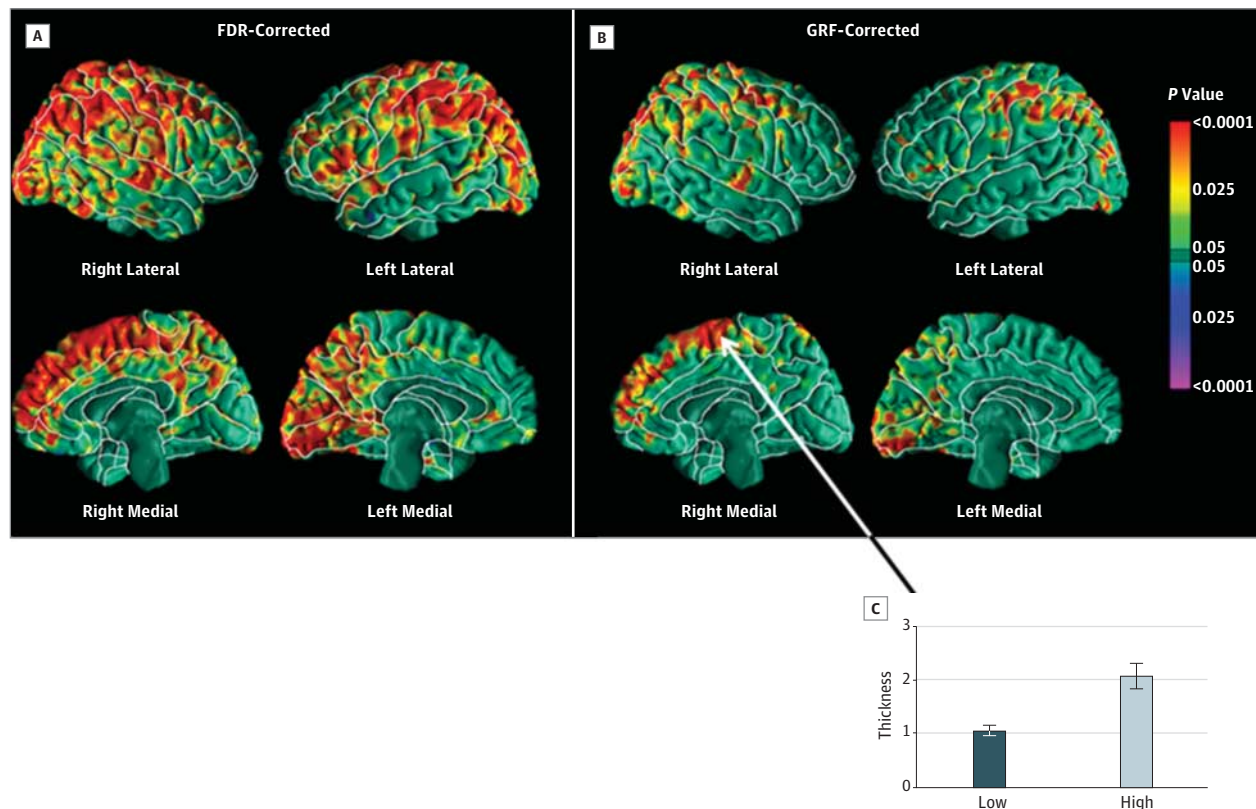 A
FDR-Corrected
Right Lateral
Left Lateral
Right Medial
Left Medial
B
GRF-Corrected
Right Lateral
Left Lateral
Right Medial
Left Medial
P Value
<0.0001
0.025
0.05
0.05
0.025
<0.0001
C
Thickness
3
2
1
0
Low
High